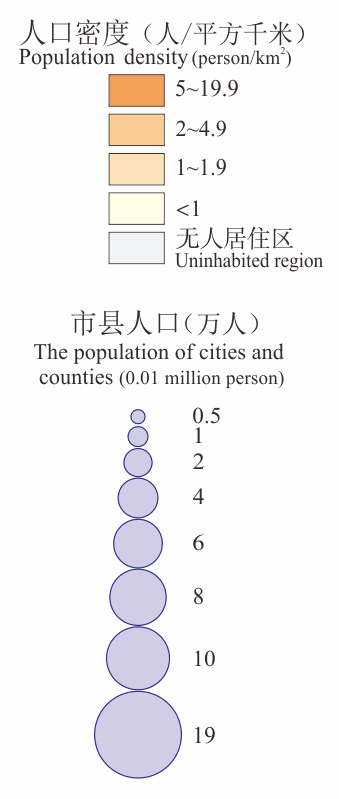 人口密度（人/平方千米）
Population density (person/km²)
5~19.9
2~4.9
1~1.9
<1
无人居住区
Uninhabited region
市县人口（万人）
The population of cities and
counties (0.01 million person)
0.5
1
2
4
6
8
10
19